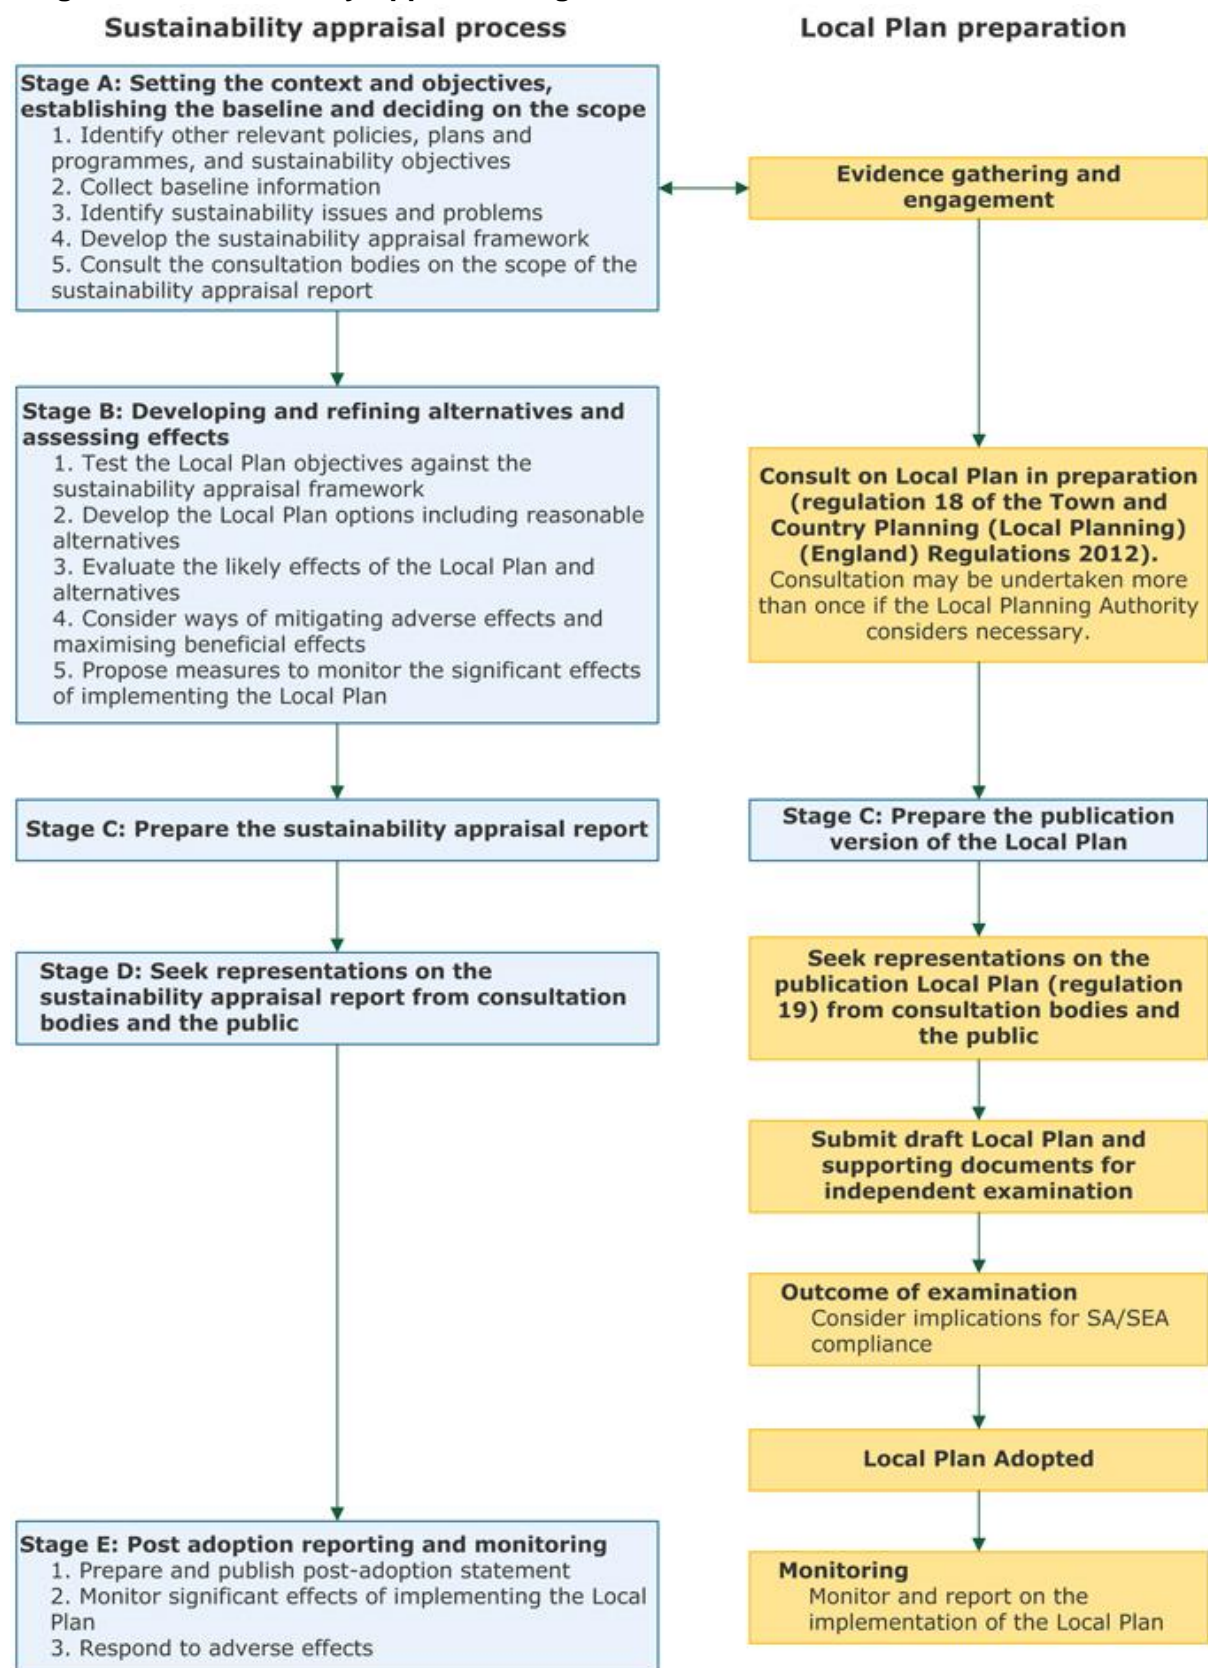 Sustainability appraisal process
Local Plan preparation
Stage A: Setting the context and objectives,
establishing the baseline and deciding on the scope
1. Identify other relevant policies, plans and
programmes, and sustainability objectives
2. Collect baseline information
3. Identify sustainability issues and problems
4. Develop the sustainability appraisal framework
5. Consult the consultation bodies on the scope of the
sustainability appraisal report
Evidence gathering and
engagement
Stage B: Developing and refining alternatives and
assessing effects
1. Test the Local Plan objectives against the
sustainability appraisal framework
2. Develop the Local Plan options including reasonable
alternatives
3. Evaluate the likely effects of the Local Plan and
alternatives
4. Consider ways of mitigating adverse effects and
maximising beneficial effects
5. Propose measures to monitor the significant effects
of implementing the Local Plan
Consult on Local Plan in preparation
(regulation 18 of the Town and
Country Planning (Local Planning)
(England) Regulations 2012).
Consultation may be undertaken more
than once if the Local Planning Authority
considers necessary.
Stage C: Prepare the sustainability appraisal report
Stage C: Prepare the publication
version of the Local Plan
Stage D: Seek representations on the
sustainability appraisal report from consultation
bodies and the public
Seek representations on the
publication Local Plan (regulation
19) from consultation bodies and
the public
Submit draft Local Plan and
supporting documents for
independent examination
Outcome of examination
Consider implications for SA/SEA
compliance
Local Plan Adopted
Stage E: Post adoption reporting and monitoring
1. Prepare and publish post-adoption statement
2. Monitor significant effects of implementing the Local
Plan
3. Respond to adverse effects
Monitoring
Monitor and report on the
implementation of the Local Plan